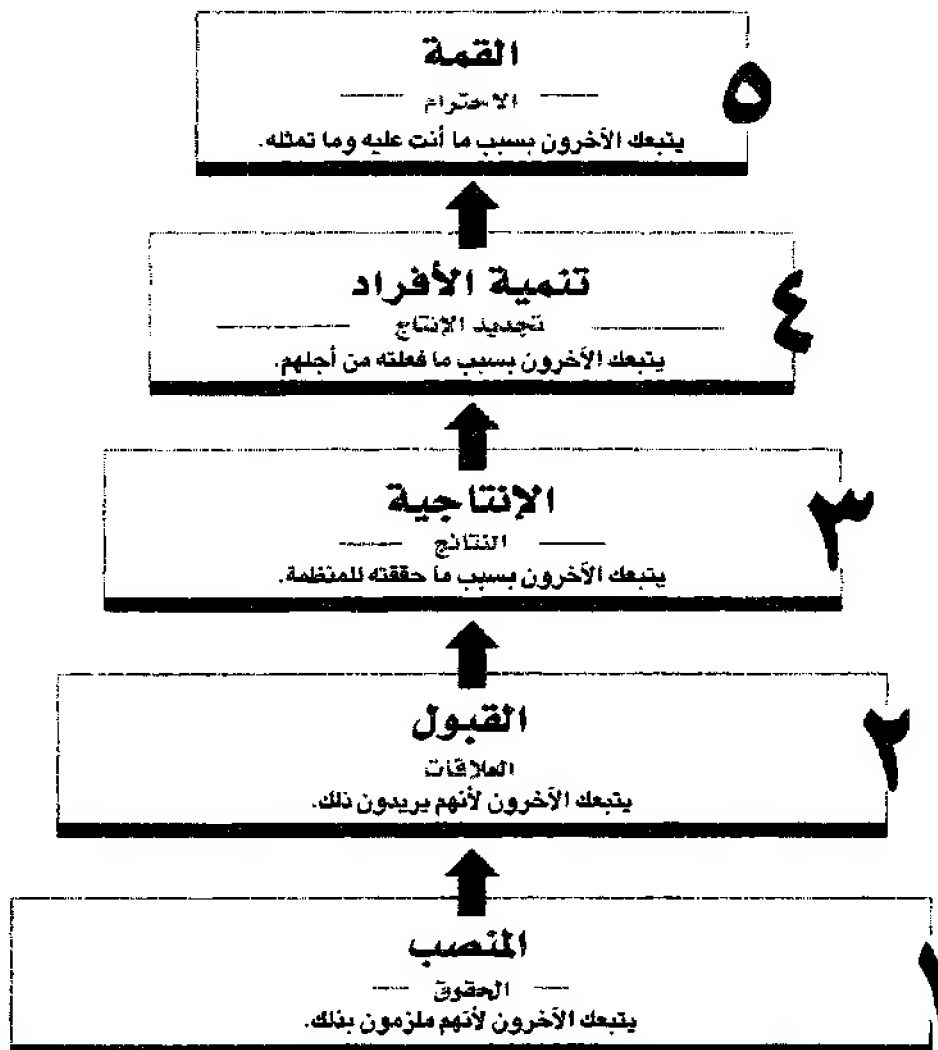 ٥
القمة
الاحترام
يتبعك الآخرون بسبب ما أنت عليه وما تمثله.
٤
تنمية الأفراد
تجديد الإنتاج
يتبعك الآخرون بسبب ما فعلته من أجلهم.
٣
الإنتاجية
النتائج
يتبعك الآخرون بسبب ما حققته للمنظمة.
٢
القبول
العلاقات
يتبعك الآخرون لأنهم يريدون ذلك.
١
المنصب
الحقوق
يتبعك الآخرون لأنهم ملزمون بذلك.